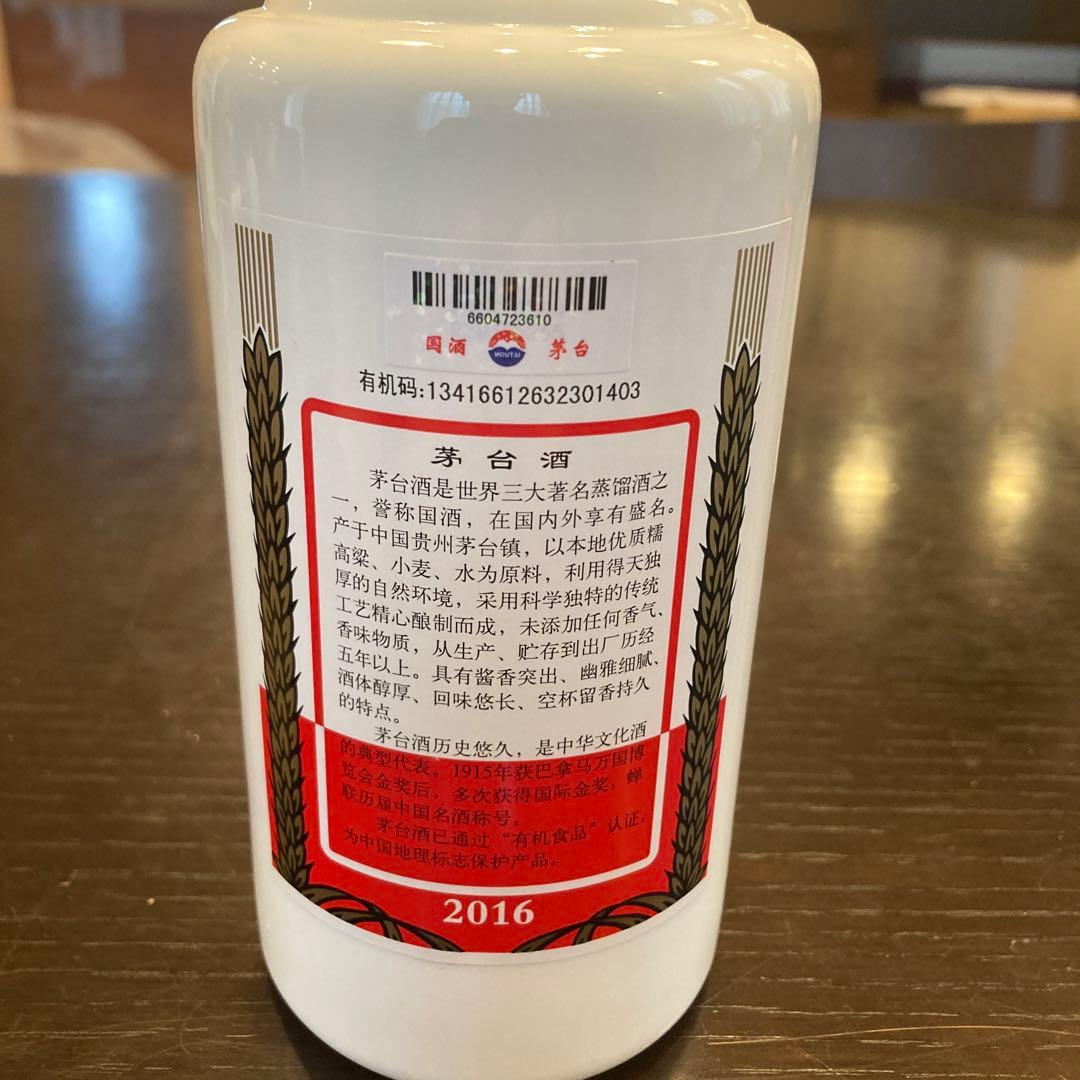 6604723610
国酒 MOUTAI 茅台
有机码:13416612632301403
茅台酒
茅台酒是世界三大著名蒸馏酒之
一，誉称国酒，在国内外享有盛名。
产于中国贵州茅台镇，以本地优质糯
高粱、小麦、水为原料，利用得天独
厚的自然环境，采用科学独特的传统
工艺精心酿制而成，未添加任何香气、
香味物质，从生产、贮存到出厂历经
五年以上。具有酱香突出、幽雅细腻、
酒体醇厚、回味悠长、空杯留香持久
的特点。
茅台酒历史悠久，是中华文化酒
的典型代表。1915年获巴拿马万国博
览会金奖后，多次获得国际金奖，蝉
联历届中国名酒称号。
茅台酒已通过“有机食品”认证，
为中国地理标志保护产品。
2016